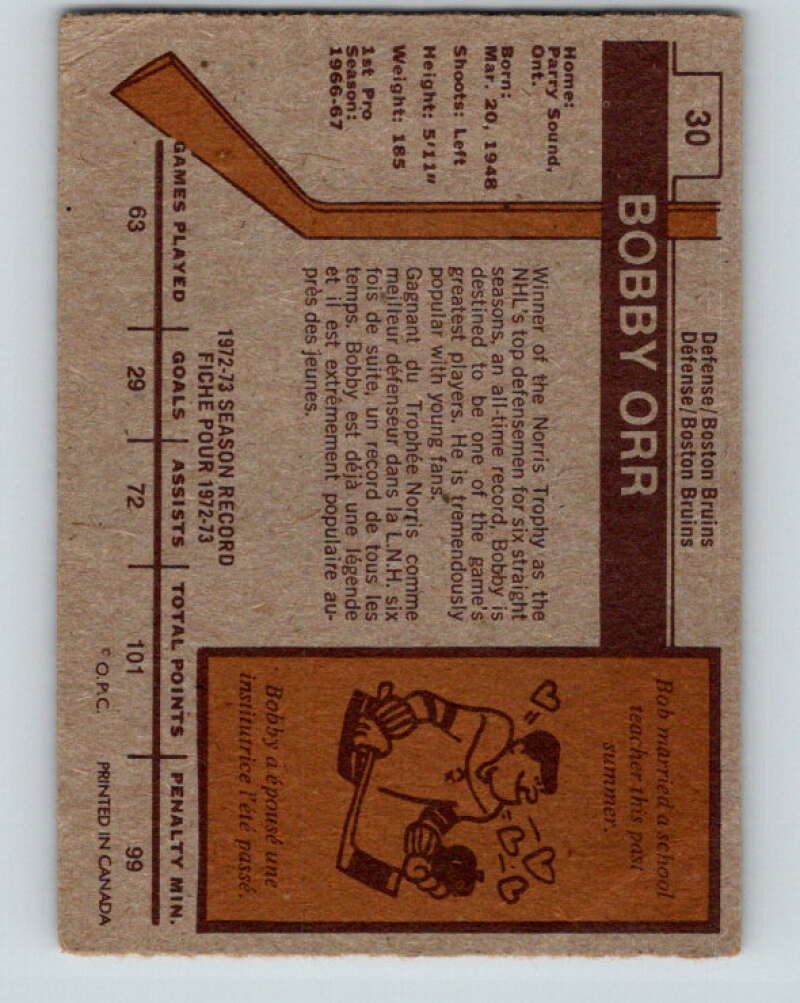 30
Defense/Boston Bruins
Défense/Boston Bruins
BOBBY ORR
Home:
Parry Sound,
Ont.
Born:
Mar. 20, 1948
Shoots: Left
Height: 5'11"
Weight: 185
1st Pro
Season:
1966-67
Winner of the Norris Trophy as the
NHL's top defensemen for six straight
seasons, an all-time record, Bobby is
destined to be one of the game's
greatest players. He is tremendously
popular with young fans.
Gagnant du Trophée Norris comme
meilleur défenseur dans la L.N.H. six
fois de suite, un record de tous les
temps. Bobby est déjà une légende
et il est extrêmement populaire au-
près des jeunes.
Bob married a school
teacher this past
summer.
Bobby a épousé une
institutrice l'été passé.
1972-73 SEASON RECORD
FICHE POUR 1972-73
GAMES PLAYED GOALS ASSISTS TOTAL POINTS PENALTY MIN.
63 29 72 101 99
© O.P.C. PRINTED IN CANADA